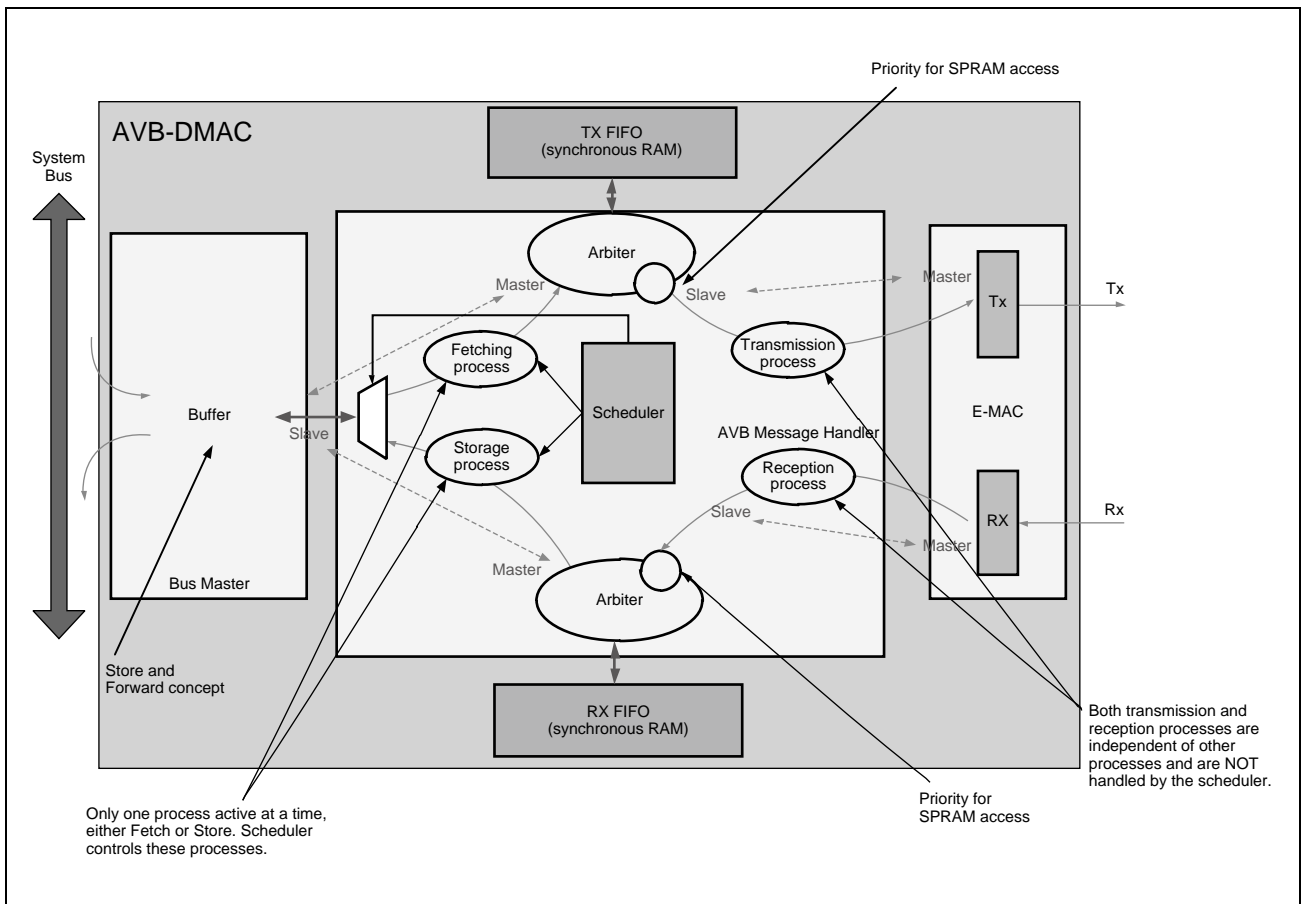 Priority for SPRAM access
AVB-DMAC
TX FIFO
(synchronous RAM)
System
Bus
Arbiter
Master
Slave
Master
Tx
Tx
Fetching
process
Transmission
process
Buffer
Scheduler
E-MAC
Slave
AVB Message Handler
Storage
process
Reception
process
Slave
RX
Rx
Master
Master
Bus Master
Arbiter
Store and
Forward concept
RX FIFO
(synchronous RAM)
Both transmission and
reception processes are
independent of other
processes and are NOT
handled by the scheduler.
Only one process active at a time,
either Fetch or Store. Scheduler
controls these processes.
Priority for
SPRAM access